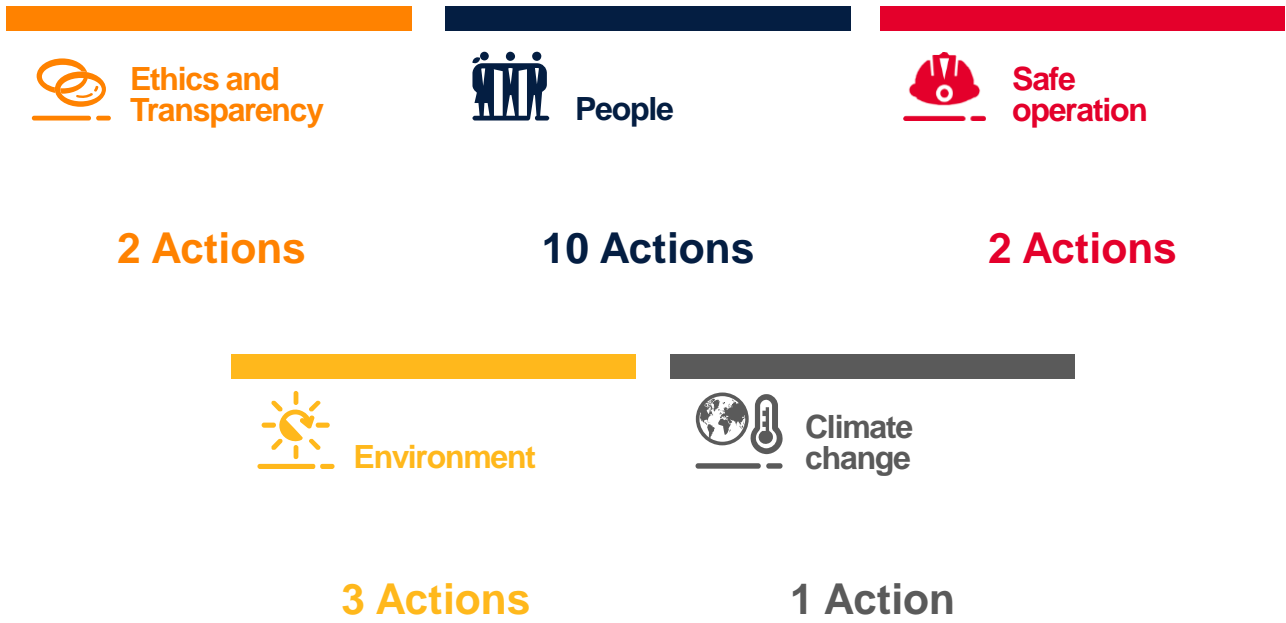 Ethics and
Transparency
People
Safe
operation
2 Actions
10 Actions
2 Actions
Environment
Climate
change
3 Actions
1 Action